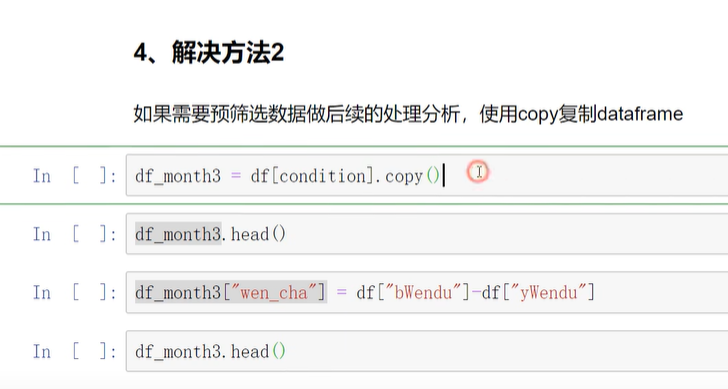 4、解决方法2
如果需要预筛选数据做后续的处理分析，使用copy复制dataframe
In [ ]: df_month3 = df[condition].copy()
In [ ]: df_month3.head()
In [ ]: df_month3["wen_cha"] = df["bWendu"]-df["yWendu"]
In [ ]: df_month3.head()